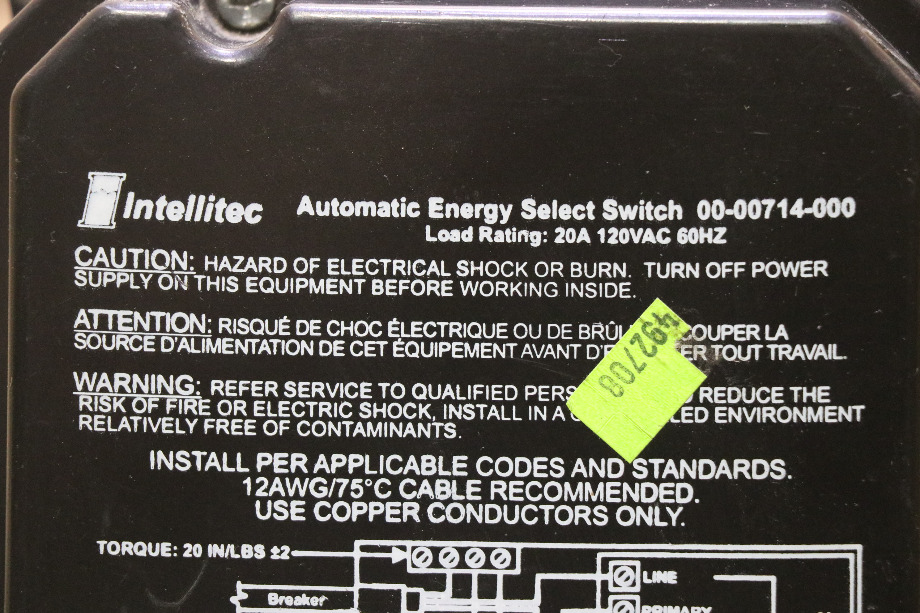 Intellitec Automatic Energy Select Switch 00-00714-000
Load Rating: 20A 120VAC 60HZ
CAUTION: HAZARD OF ELECTRICAL SHOCK OR BURN. TURN OFF POWER
SUPPLY ON THIS EQUIPMENT BEFORE WORKING INSIDE.
ATTENTION: RISQUÉ DE CHOC ÉLECTRIQUE OU DE COUPER LA
SOURCE D'ALIMENTATION DE CET ÉQUIPEMENT AVANT TOUT TRAVAIL.
492708
WARNING: REFER SERVICE TO QUALIFIED REDUCE THE
RISK OF FIRE OR ELECTRIC SHOCK, INSTALL IN A ENVIRONMENT
RELATIVELY FREE OF CONTAMINANTS.
INSTALL PER APPLICABLE CODES AND STANDARDS.
12AWG/75°C CABLE RECOMMENDED.
USE COPPER CONDUCTORS ONLY.
TORQUE: 20 IN/LBS ±2
LINE
Breaker
PRIMARY